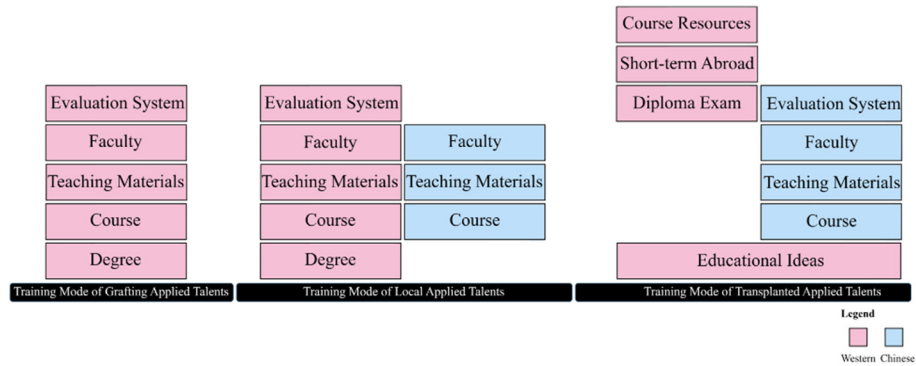 Course Resources
Short-term Abroad
Evaluation System
Evaluation System
Diploma Exam
Evaluation System
Faculty
Faculty
Faculty
Faculty
Teaching Materials
Teaching Materials
Teaching Materials
Teaching Materials
Course
Course
Course
Course
Degree
Degree
Educational Ideas
Training Mode of Grafting Applied Talents
Training Mode of Local Applied Talents
Training Mode of Transplanted Applied Talents
Legend
Western Chinese